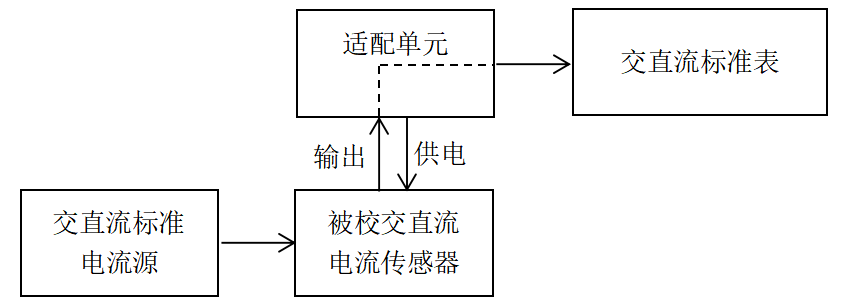 适配单元
交直流标准表
输出
供电
交直流标准
电流源
被校交直流
电流传感器